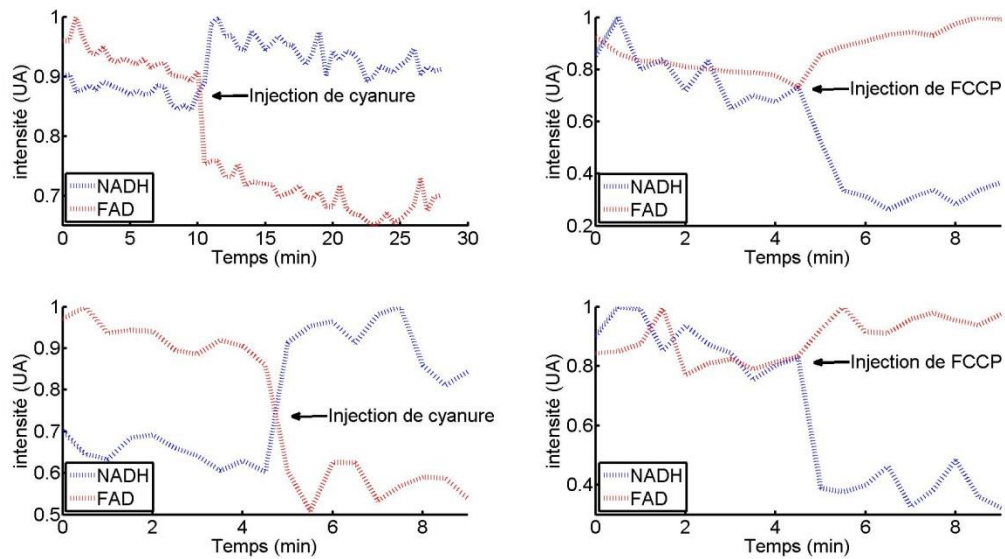 intensité (UA)
1
0.9
0.8
0.7
0
5
10
15
20
25
30
Temps (min)
Injection de cyanure
NADH
FAD
intensité (UA)
1
0.8
0.6
0.4
0.2
0
2
4
6
8
Temps (min)
Injection de FCCP
NADH
FAD
intensité (UA)
1
0.9
0.8
0.7
0.6
0.5
0
2
4
6
8
Temps (min)
Injection de cyanure
NADH
FAD
intensité (UA)
1
0.8
0.6
0.4
0
2
4
6
8
Temps (min)
Injection de FCCP
NADH
FAD